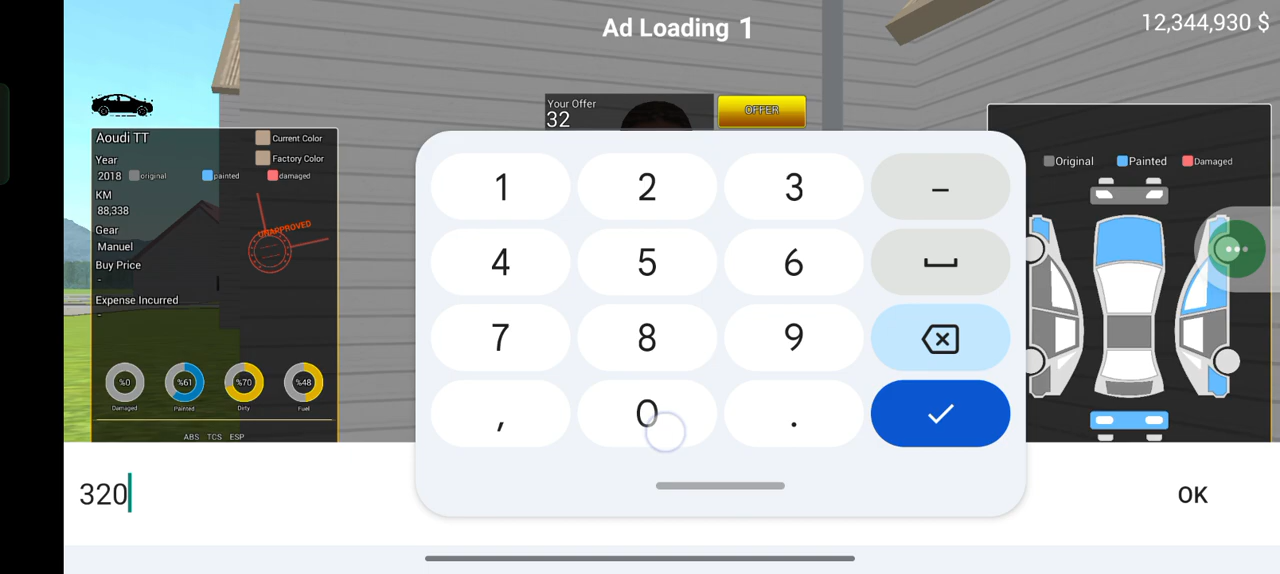 Ad Loading 1
12,344,930 $
Your Offer
32
OFFER
Aoudi TT
Current Color
Factory Color
Year
2018
original
painted
damaged
KM
88,338
UNAPPROVED
Gear
Manuel
Buy Price
-
Expense Incurred
-
%0
%61
%70
%48
Damaged
Painted
Dirty
Fuel
ABS TCS ESP
Original
Painted
Damaged
1
2
3
–
4
5
6
7
8
9
,
0
.
320
OK